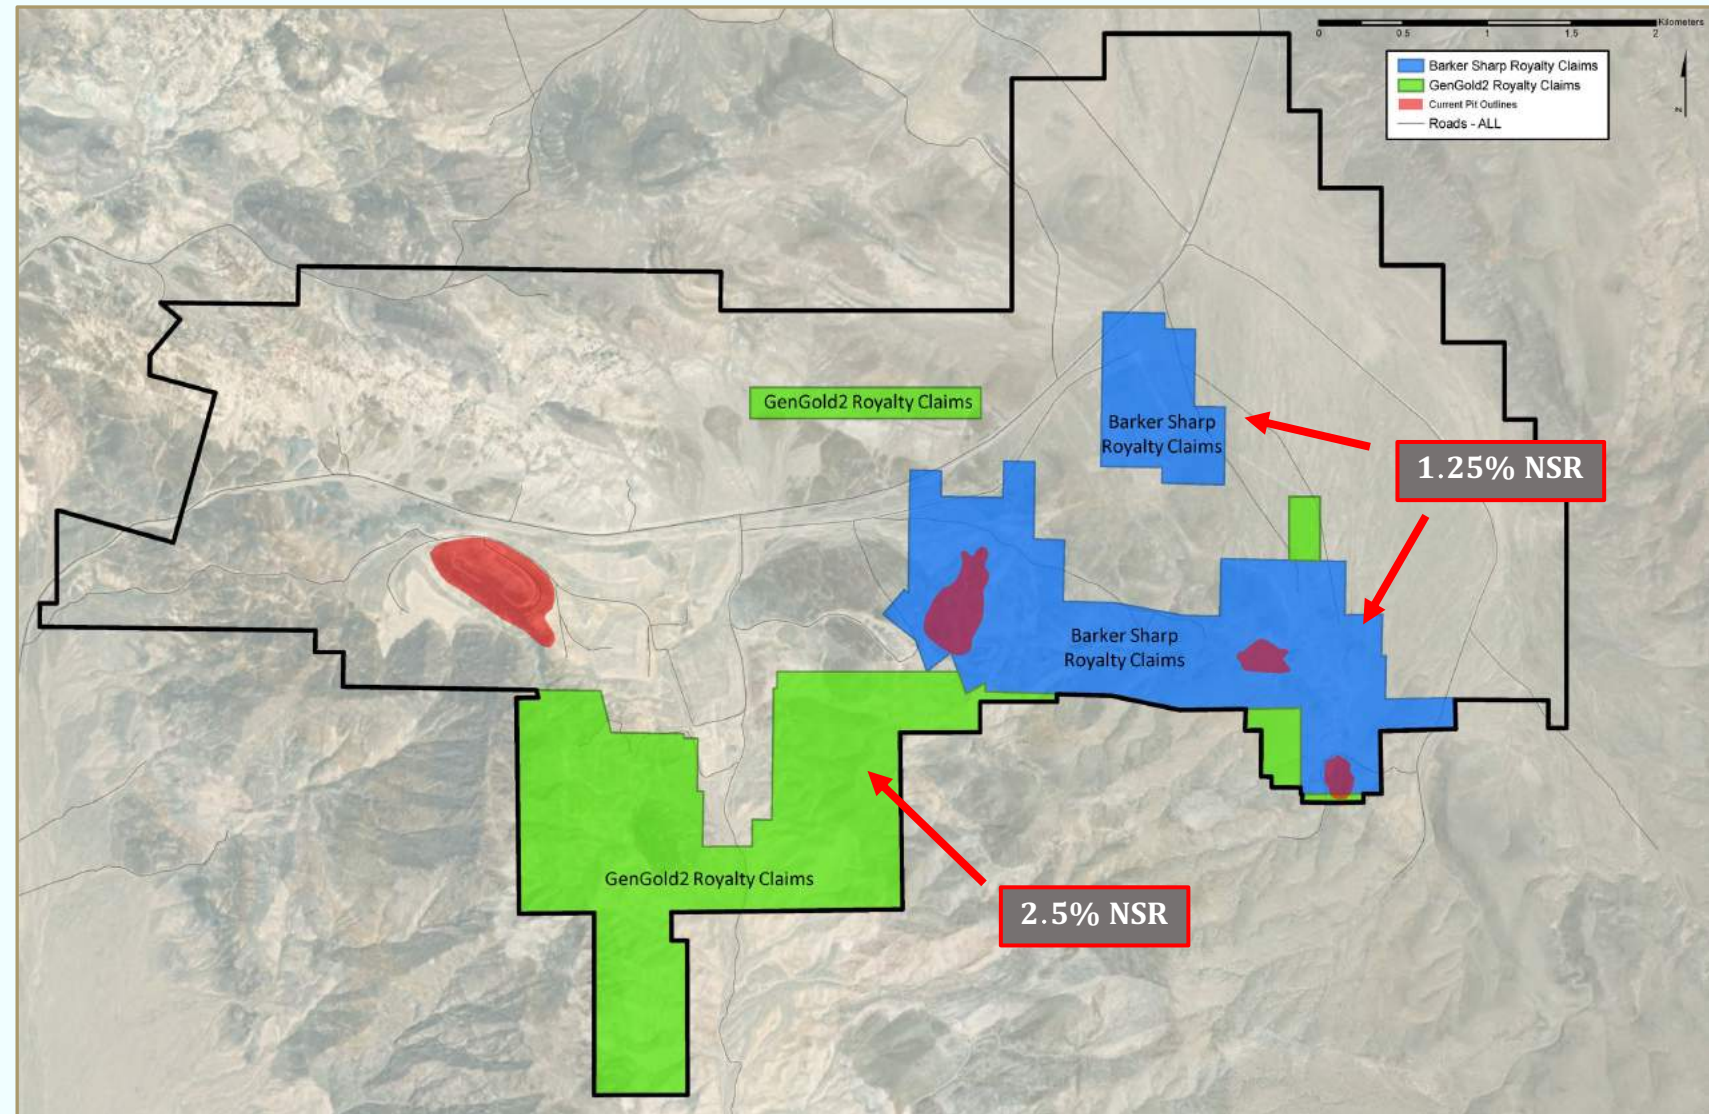 Kilometers
0 0.5 1 1.5 2
Barker Sharp Royalty Claims
GenGold2 Royalty Claims
Current Pit Outlines
Roads - ALL
N
GenGold2 Royalty Claims
Barker Sharp
Royalty Claims
1.25% NSR
Barker Sharp
Royalty Claims
GenGold2 Royalty Claims
2.5% NSR